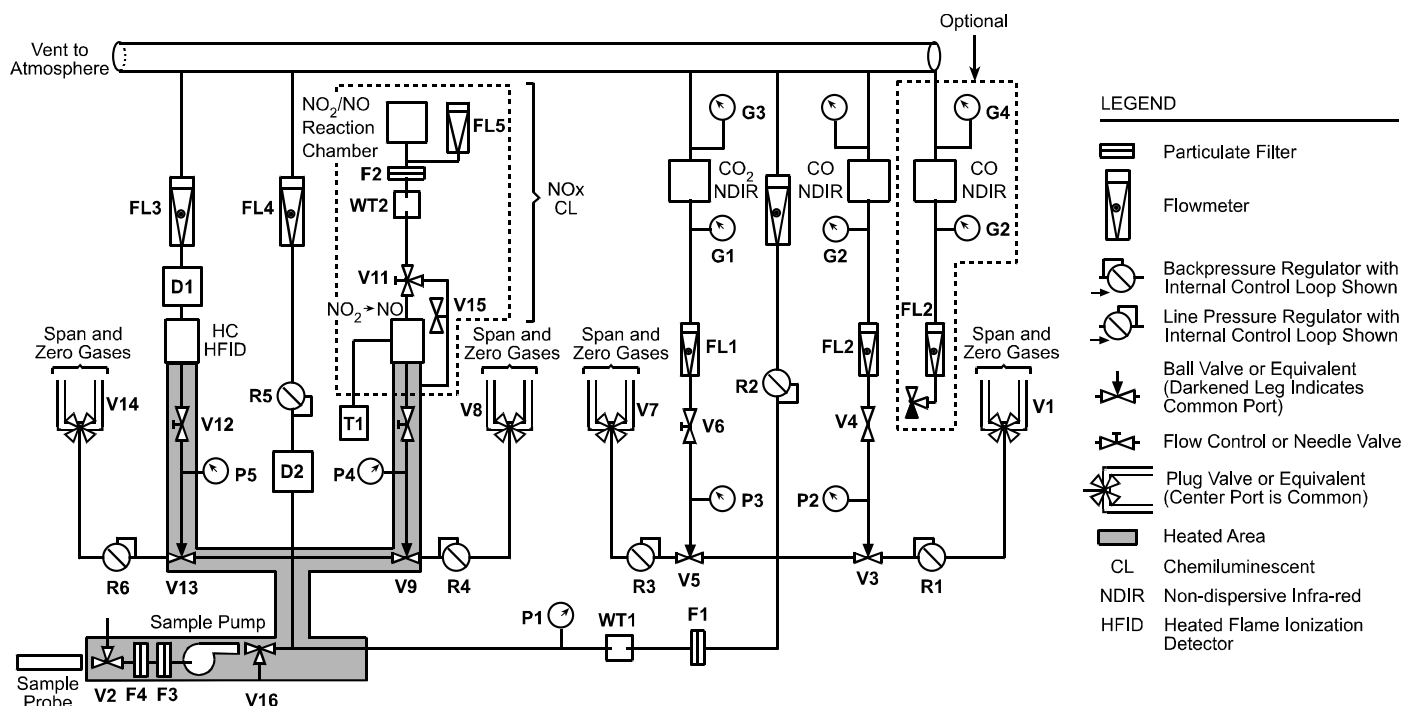 Optional
Vent to
Atmosphere
NO2/NO
Reaction
Chamber
FL5
F2
WT2
NOx
CL
V11
V15
NO2→NO
T1
FL3
D1
HC
HFID
FL4
R5
D2
Span and
Zero Gases
V14
V12
P5
P4
Span and
Zero Gases
V8
R6
V13
V9
R4
G3
CO2
NDIR
G1
FL1
V6
P3
Span and
Zero Gases
V7
R3
V5
R2
CO
NDIR
G2
FL2
V4
P2
V3
R1
G4
CO
NDIR
G2
FL2
Span and
Zero Gases
V1
Sample Pump
P1
WT1
F1
Sample
Probe
V2
F4
F3
V16
LEGEND
Particulate Filter
Flowmeter
Backpressure Regulator with
Internal Control Loop Shown
Line Pressure Regulator with
Internal Control Loop Shown
Ball Valve or Equivalent
(Darkened Leg Indicates
Common Port)
Flow Control or Needle Valve
Plug Valve or Equivalent
(Center Port is Common)
Heated Area
CL Chemiluminescent
NDIR Non-dispersive Infra-red
HFID Heated Flame Ionization
Detector